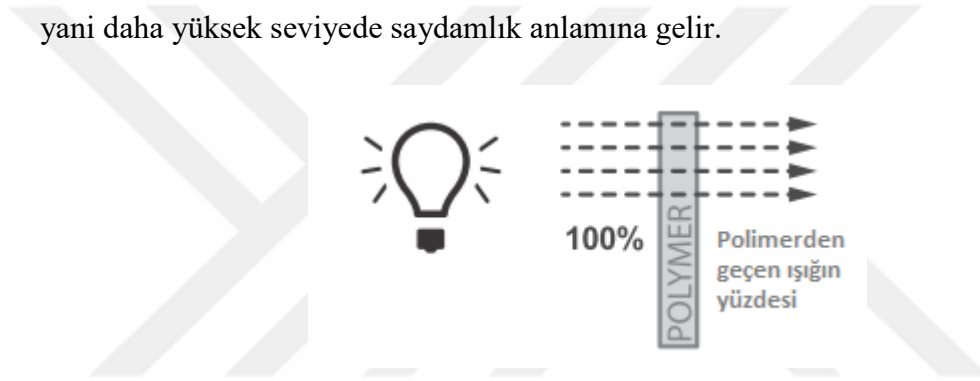 yani daha yüksek seviyede saydamlık anlamına gelir.
100%
POLYMER
Polimerden
geçen ışığın
yüzdesi